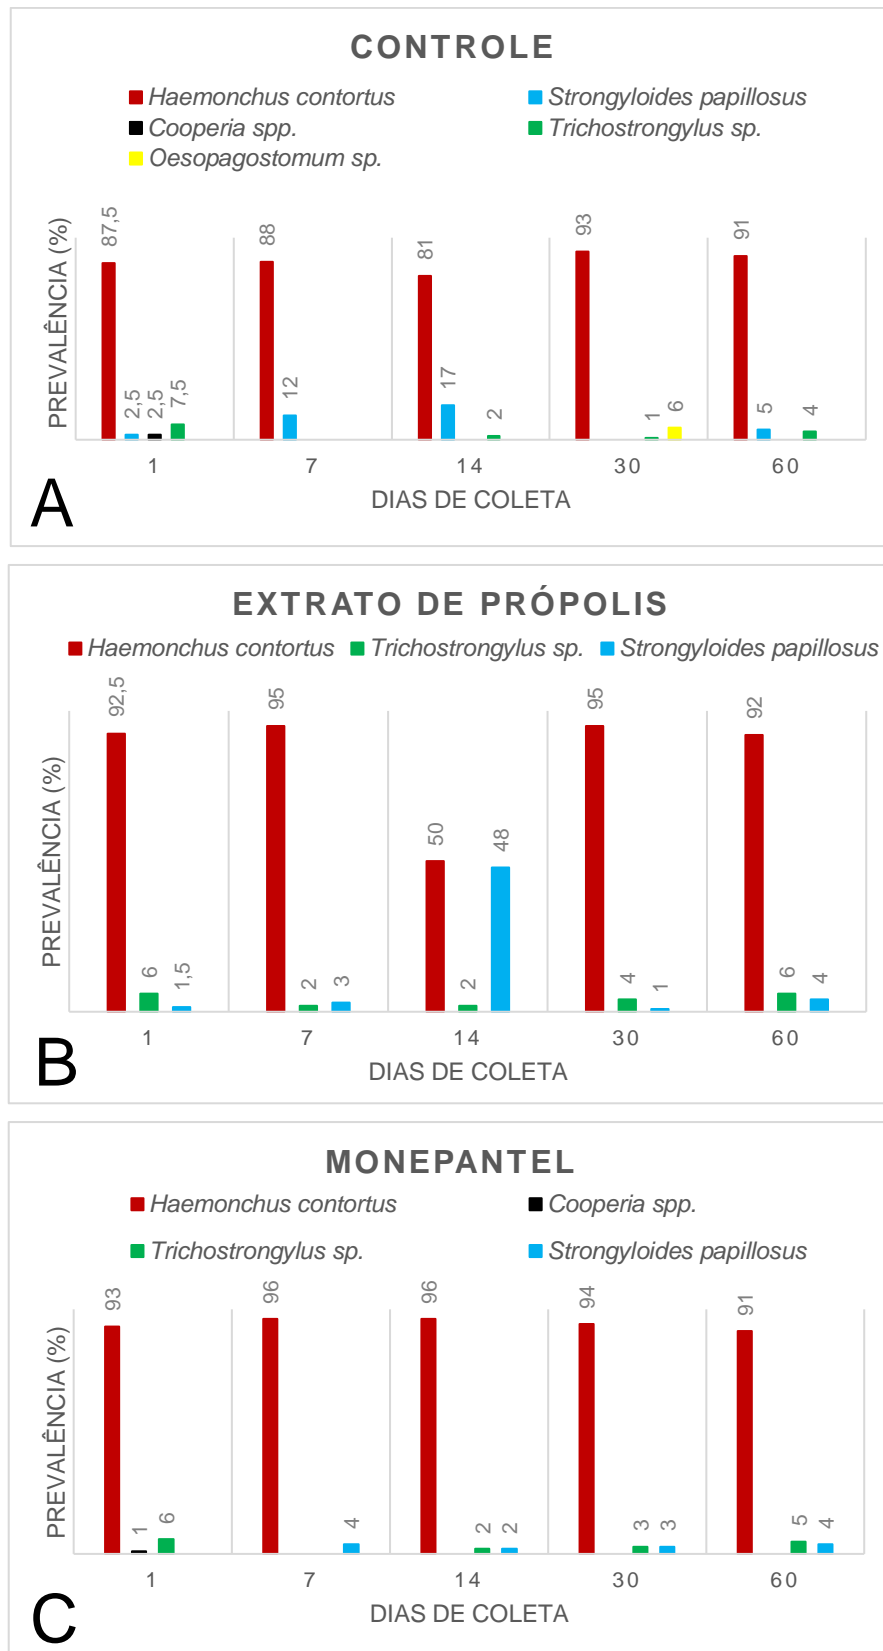 CONTROLE
Haemonchus contortus Strongyloides papillosus
Cooperia spp. Trichostrongylus sp.
Oesopagostomum sp.
PREVALÊNCIA (%)
87,5 2,5 2,5 7,5 88 12 81 17 2 93 1 6 91 5 4
1 7 14 30 60
DIAS DE COLETA
A
EXTRATO DE PRÓPOLIS
Haemonchus contortus Trichostrongylus sp. Strongyloides papillosus
PREVALÊNCIA (%)
92,5 6 1,5 95 2 3 50 2 48 95 4 1 92 6 4
1 7 14 30 60
DIAS DE COLETA
B
MONEPANTEL
Haemonchus contortus Cooperia spp.
Trichostrongylus sp. Strongyloides papillosus
PREVALÊNCIA (%)
93 1 6 96 4 96 2 2 94 3 3 91 5 4
1 7 14 30 60
DIAS DE COLETA
C